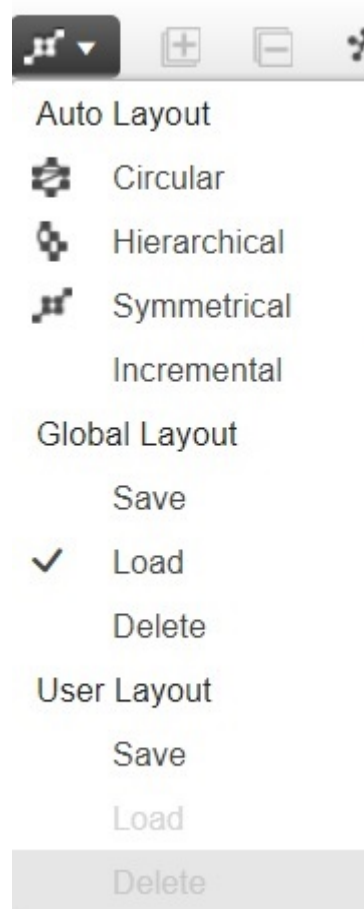 Auto Layout
Circular
Hierarchical
Symmetrical
Incremental
Global Layout
Save
Load
Delete
User Layout
Save
Load
Delete